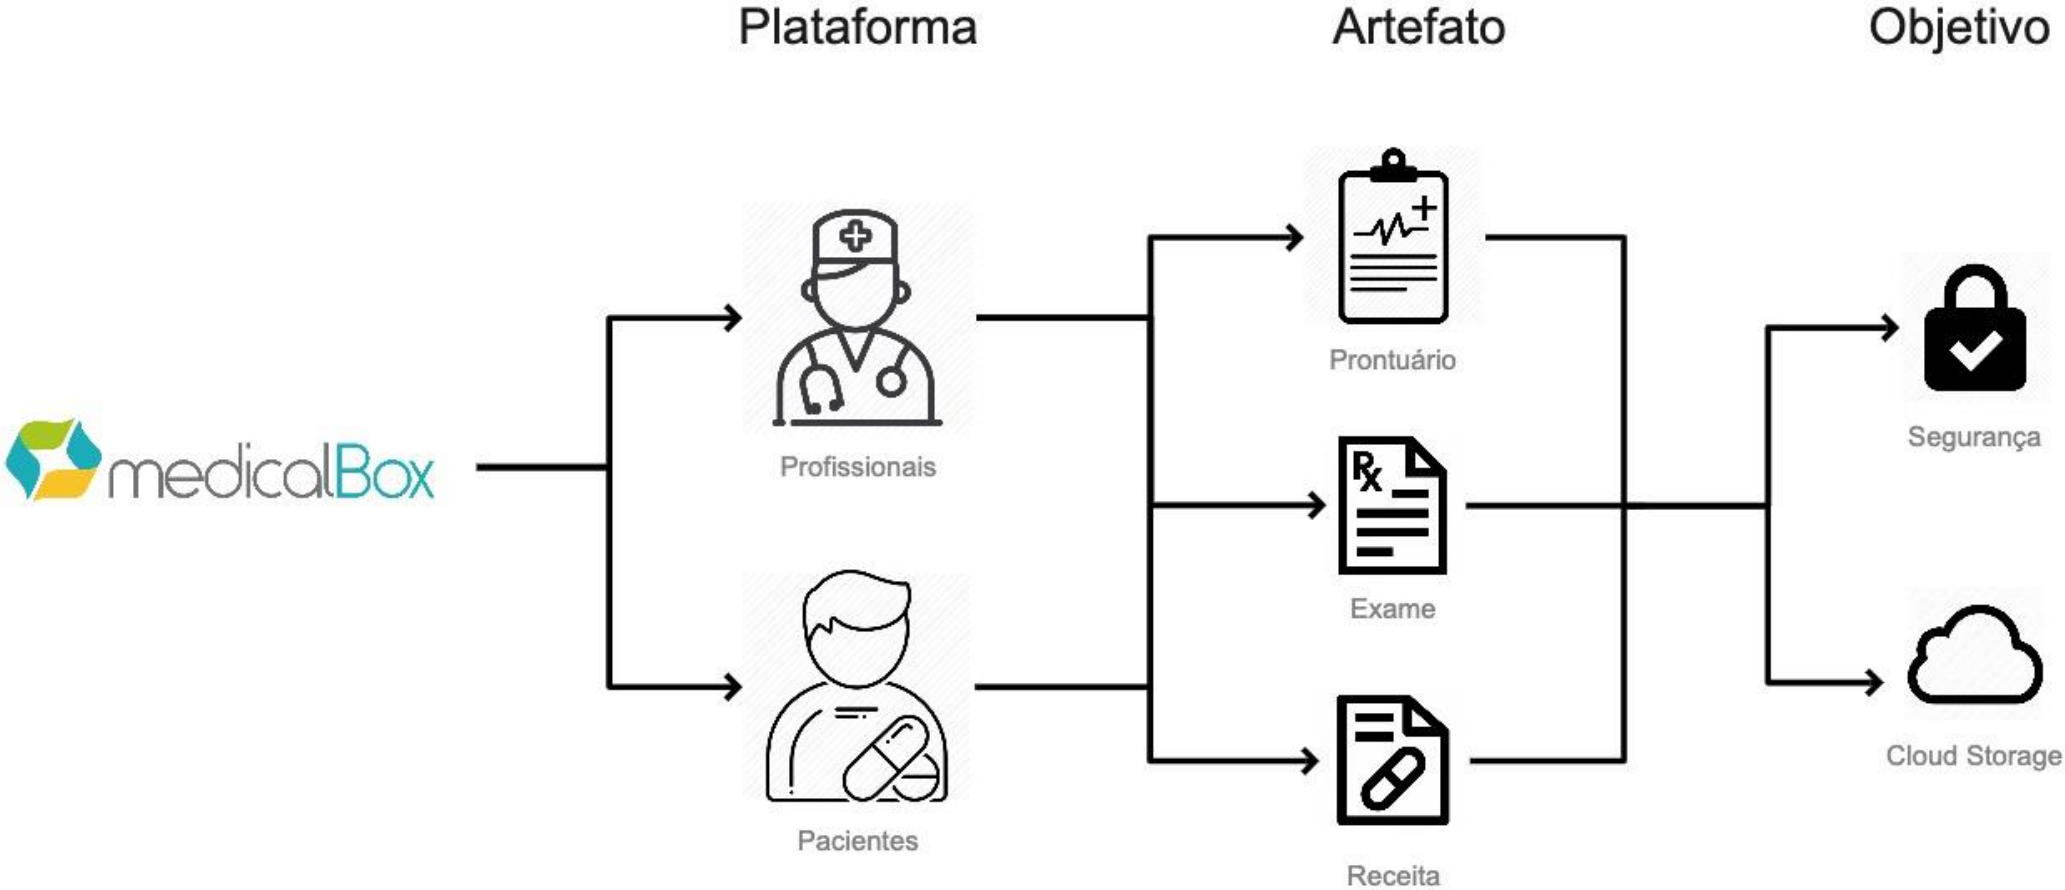 Plataforma
Artefato
Objetivo
medicalBox
Profissionais
Pacientes
Prontuário
Rx
Exame
Receita
Segurança
Cloud Storage